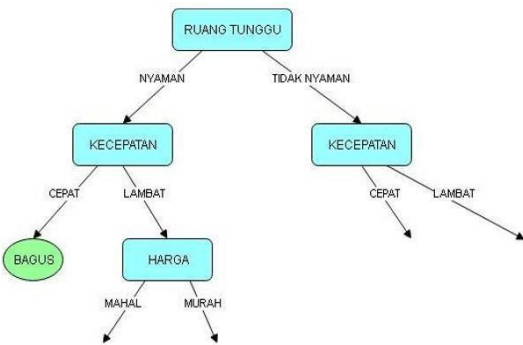 RUANG TUNGGU
NYAMAN
TIDAK NYAMAN
KECEPATAN
KECEPATAN
CEPAT
LAMBAT
CEPAT
LAMBAT
BAGUS
HARGA
MAHAL
MURAH